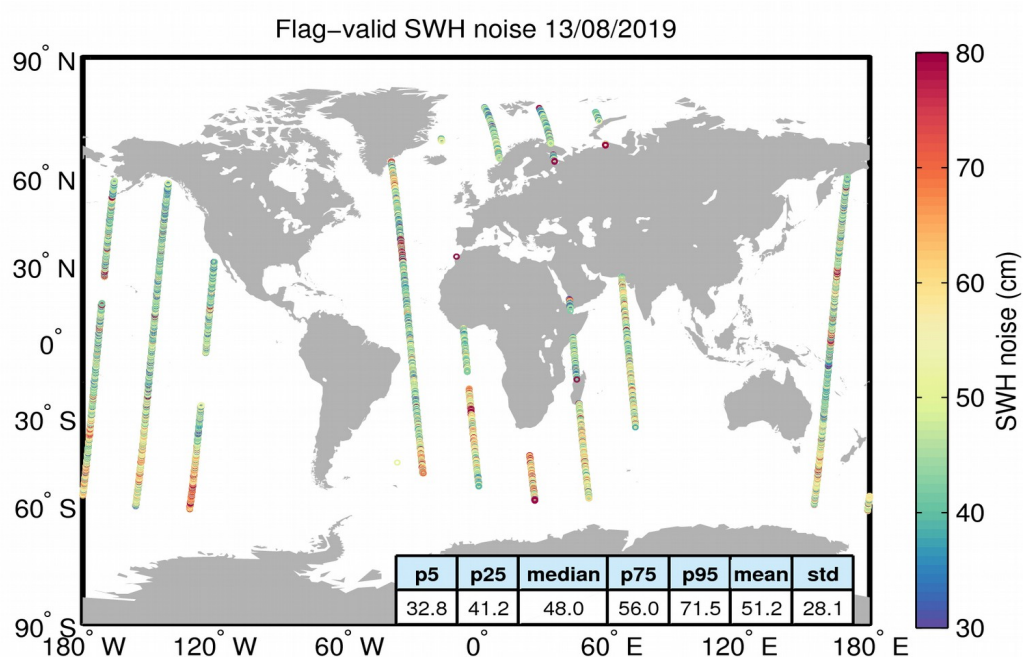 Flag-valid SWH noise 13/08/2019
90° N
60° N
30° N
0°
30° S
60° S
90° S
180° W
120° W
60° W
0°
60° E
120° E
180° E
p5 p25 median p75 p95 mean std
32.8 41.2 48.0 56.0 71.5 51.2 28.1
80
70
60
50
40
30
SWH noise (cm)